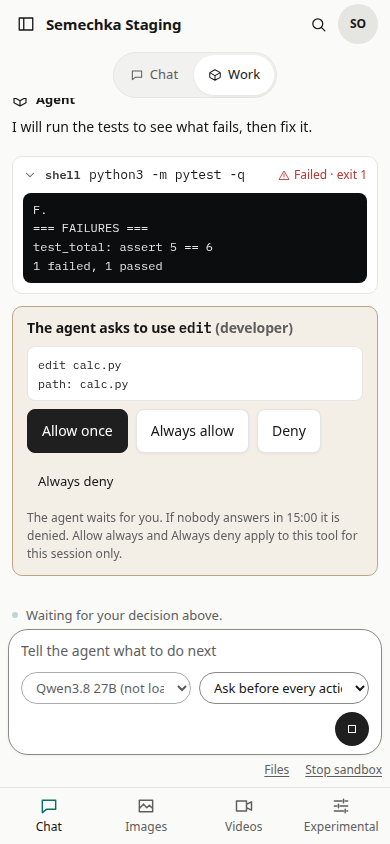 Semechka Staging
SO
Chat
Work
Agent
I will run the tests to see what fails, then fix it.
shell python3 -m pytest -q
Failed · exit 1
F.
=== FAILURES ===
test_total: assert 5 == 6
1 failed, 1 passed
The agent asks to use edit (developer)
edit calc.py
path: calc.py
Allow once
Always allow
Deny
Always deny
The agent waits for you. If nobody answers in 15:00 it is
denied. Allow always and Always deny apply to this tool for
this session only.
Waiting for your decision above.
Tell the agent what to do next
Qwen3.8 27B (not loa
Ask before every actic
Files
Stop sandbox
Chat
Images
Videos
Experimental